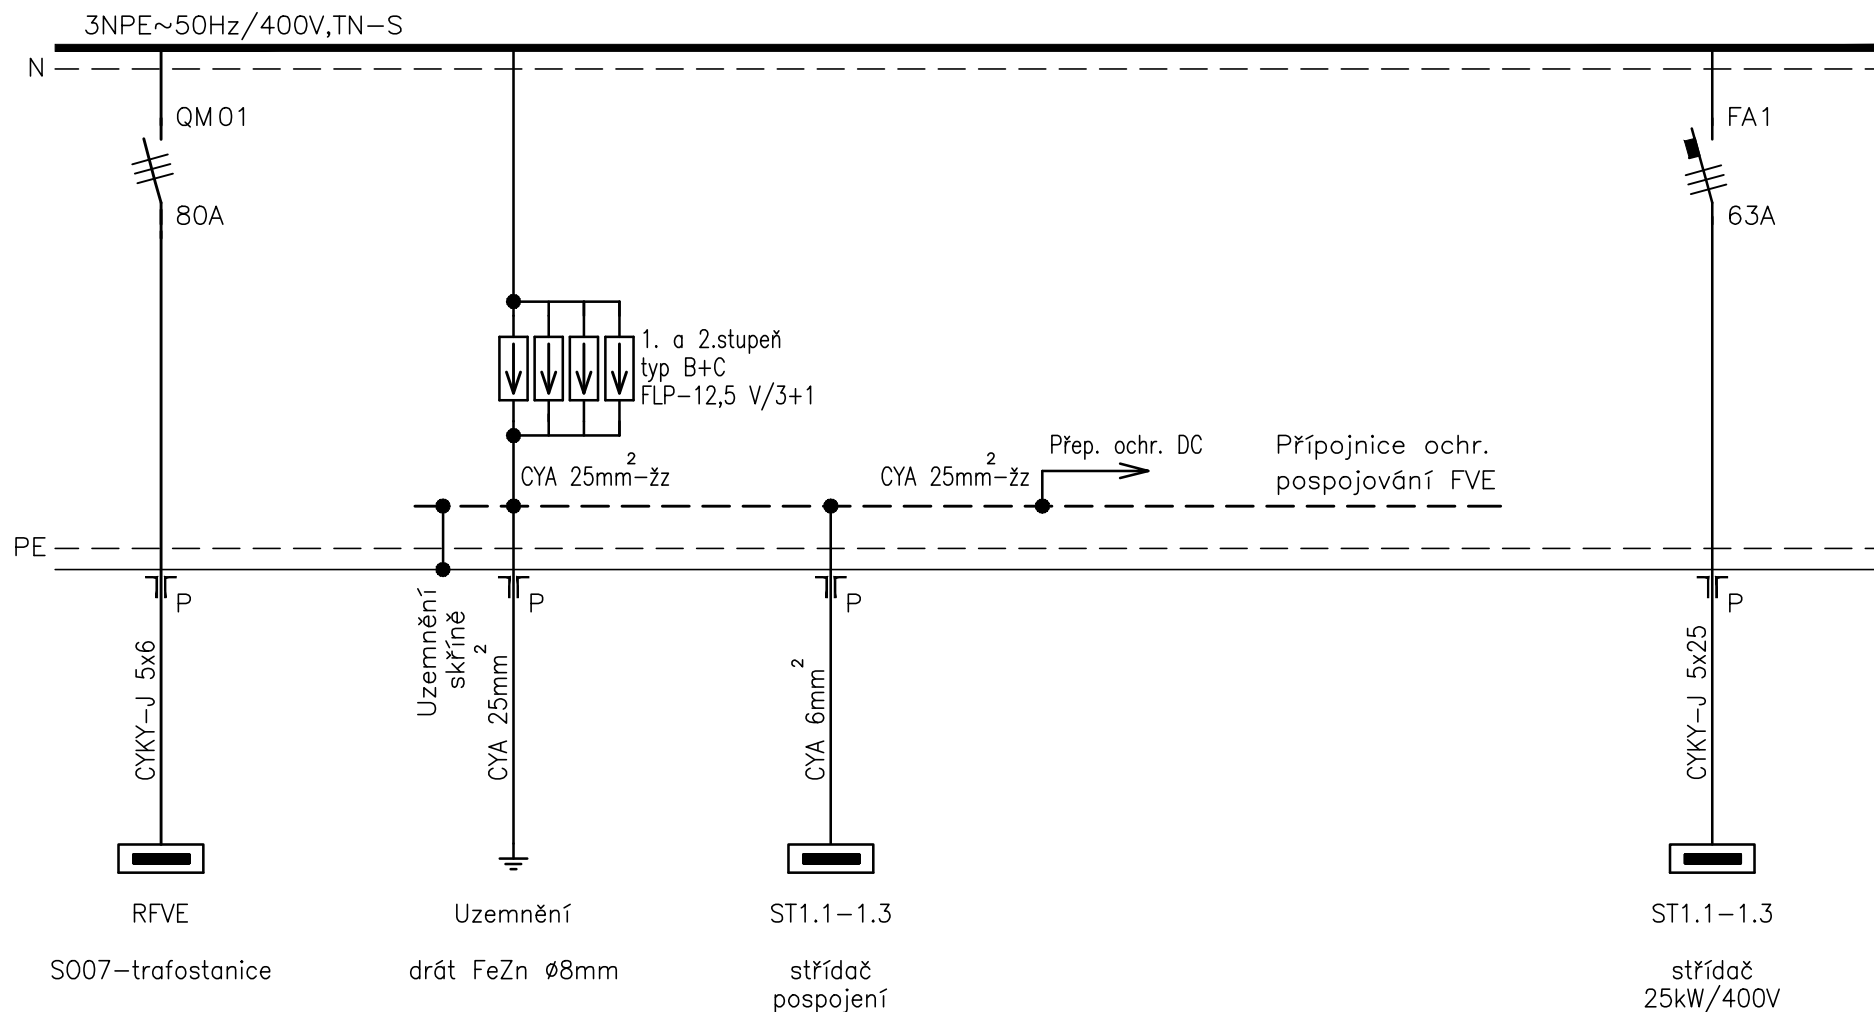 3NPE~50Hz/400V,TN-S
N
QM01
80A
FA1
63A
1. a 2.stupeň
typ B+C
FLP-12,5 V/3+1
CYA 25mm²-žz
CYA 25mm²-žz
Přep. ochr. DC
Přípojnice ochr.
pospojování FVE
PE
P
P
P
P
CYKY-J 5x6
Uzemnění
skříně
CYA 25mm²
CYA 6mm²
CYKY-J 5x25
RFVE
SO07-trafostanice
Uzemnění
drát FeZn ø8mm
ST1.1-1.3
střídač
pospojení
ST1.1-1.3
střídač
25kW/400V